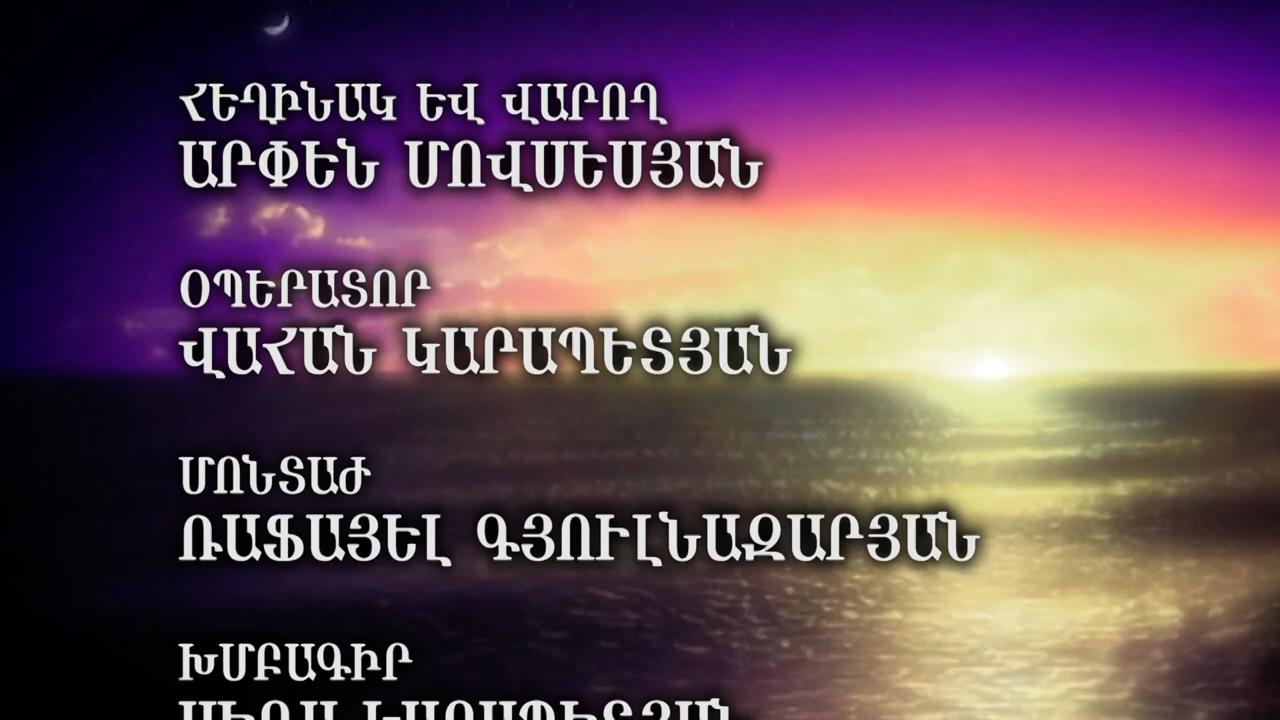 ՀԵՂԻՆԱԿ ԵՎ ՎԱՐՈՂ
ԱՐՓԵՆ ՄՈՎՍԵՍՅԱՆ
ՕՊԵՐԱՏՈՐ
ՎԱՀԱՆ ԿԱՐԱՊԵՏՅԱՆ
ՄՈՆՏԱԺ
ՌԱՖԱՅԵԼ ԳՅՈՒԼՆԱԶԱՐՅԱՆ
ԽՄԲԱԳԻՐ